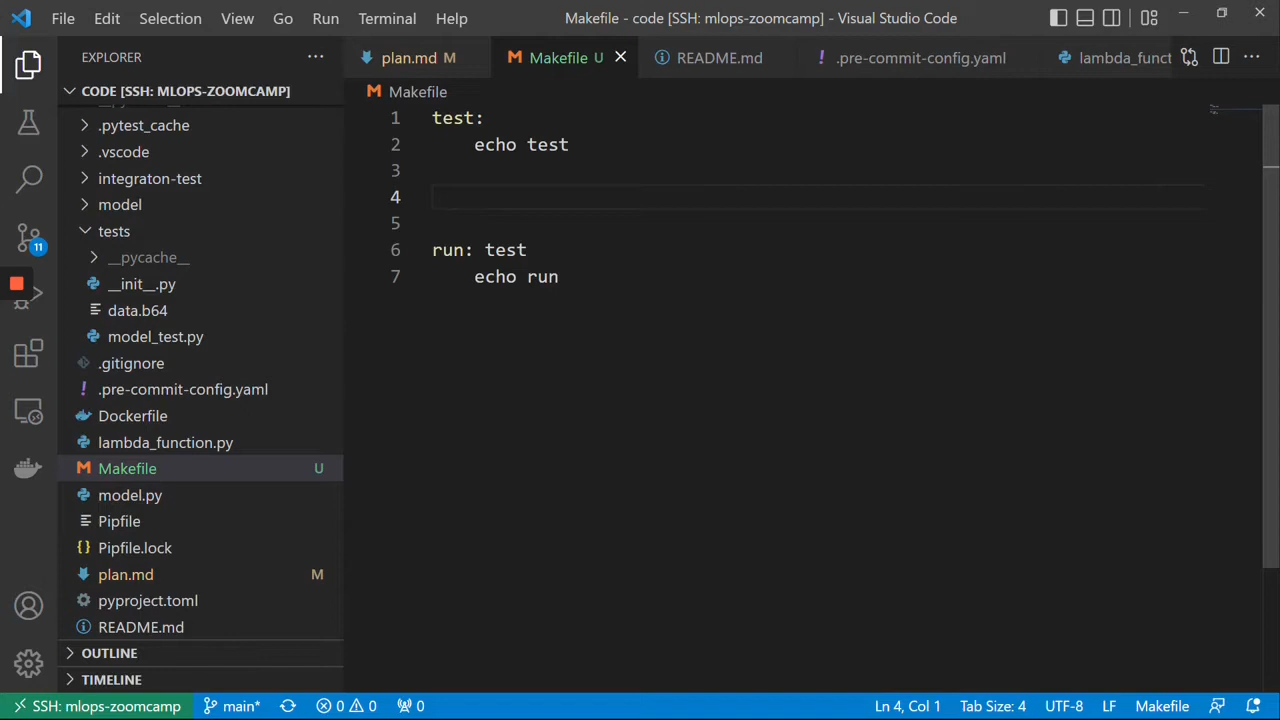 File Edit Selection View Go Run Terminal Help Makefile - code [SSH: mlops-zoomcamp] - Visual Studio Code
EXPLORER
CODE [SSH: MLOPS-ZOOMCAMP]
.pytest_cache
.vscode
integraton-test
model
tests
__pycache__
__init__.py
data.b64
model_test.py
.gitignore
.pre-commit-config.yaml
Dockerfile
lambda_function.py
Makefile U
model.py
Pipfile
Pipfile.lock
plan.md M
pyproject.toml
README.md
OUTLINE
TIMELINE
11
plan.md M Makefile U README.md .pre-commit-config.yaml lambda_funct
Makefile
1 test:
2 echo test
3
4
5
6 run: test
7 echo run
SSH: mlops-zoomcamp main* 0 0 0 Ln 4, Col 1 Tab Size: 4 UTF-8 LF Makefile